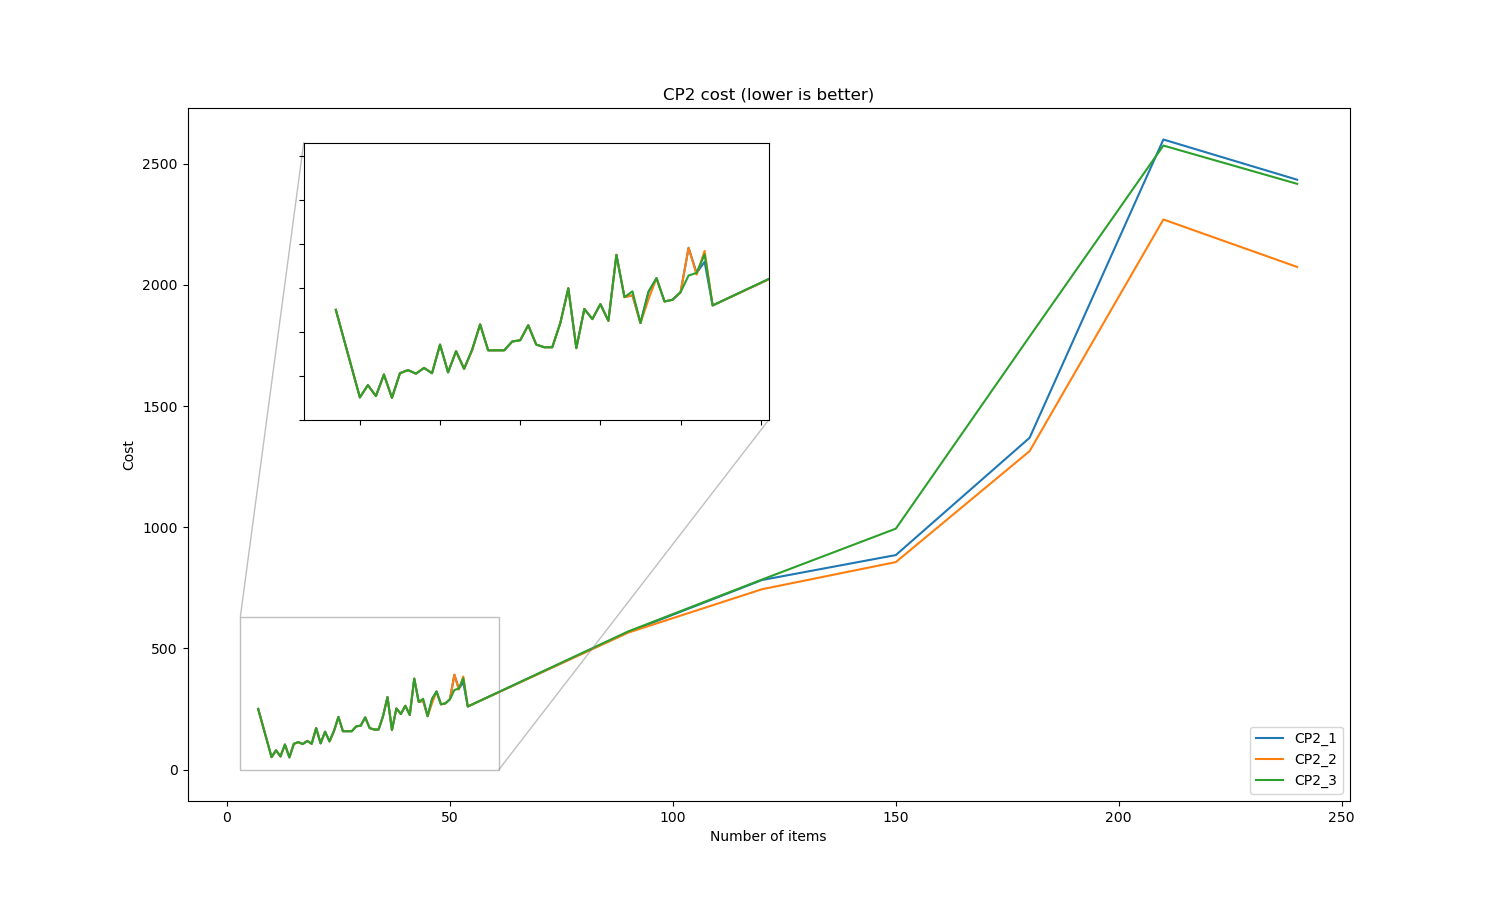 CP2 cost (lower is better)
2500
2000
1500
1000
500
0
Cost
0 50 100 150 200 250
Number of items
CP2_1
CP2_2
CP2_3